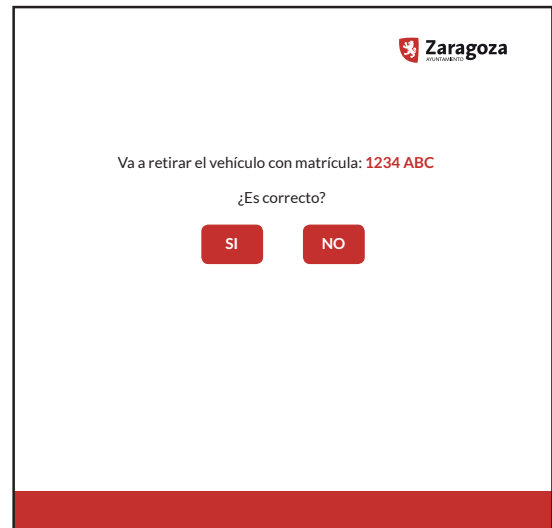 Zaragoza
AYUNTAMIENTO
Va a retirar el vehículo con matrícula: 1234 ABC
¿Es correcto?
SI NO